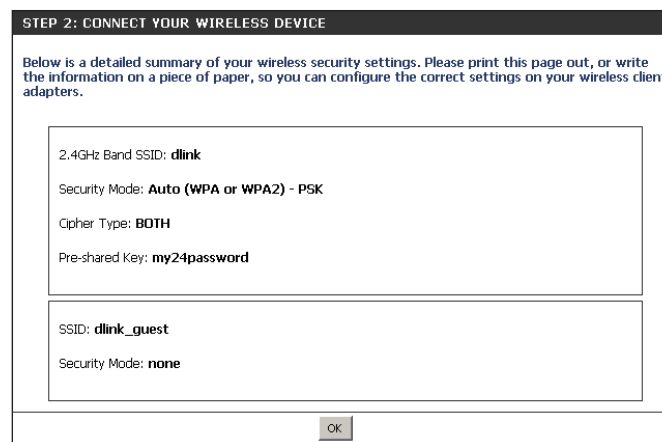 STEP 2: CONNECT YOUR WIRELESS DEVICE
Below is a detailed summary of your wireless security settings. Please print this page out, or write
the information on a piece of paper, so you can configure the correct settings on your wireless clien
adapters.
2.4GHz Band SSID: dlink
Security Mode: Auto (WPA or WPA2) - PSK
Cipher Type: BOTH
Pre-shared Key: my24password
SSID: dlink_guest
Security Mode: none
OK